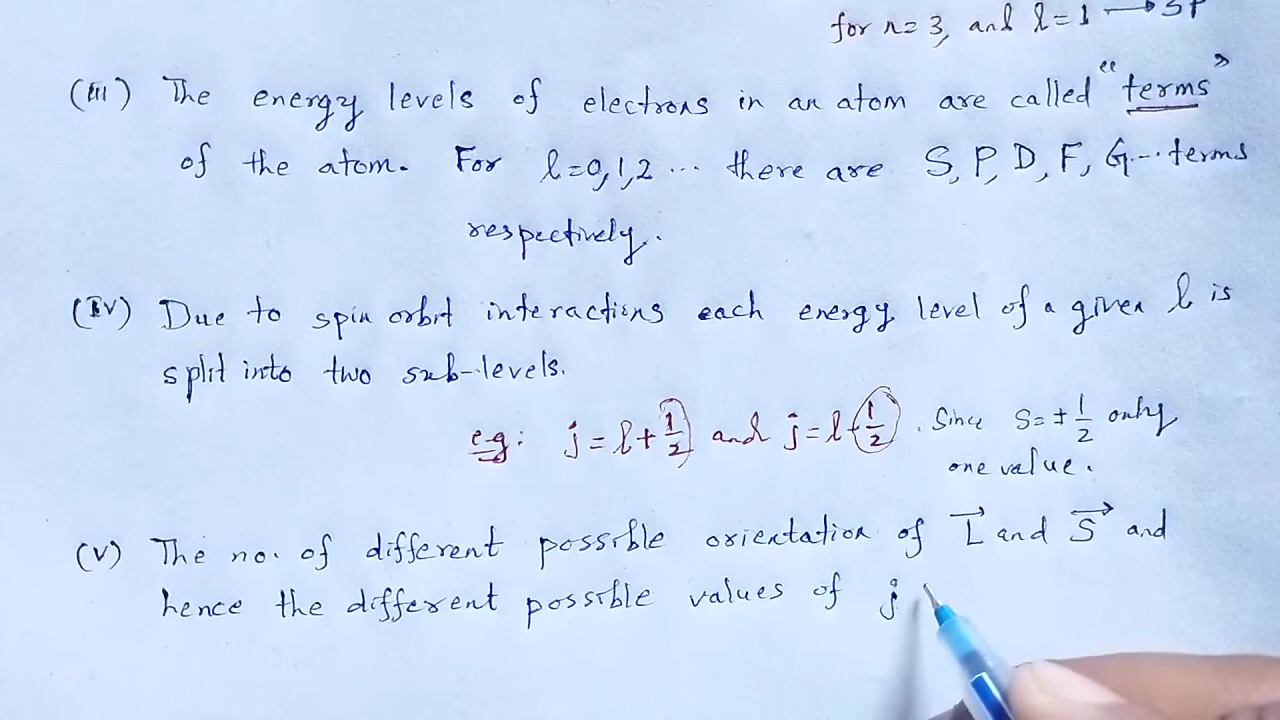 for n=3, and l=1 → 3P
(III) The energy levels of electrons in an atom are called "terms"
of the atom. For l=0,1,2 ... there are S, P, D, F, G... terms
respectively.
(IV) Due to spin orbit interactions each energy level of a given l is
split into two sub-levels.
e.g: j = l + 1/2 and j = l - 1/2 . Since S = ± 1/2 only
one value.
(V) The no. of different possible orientation of L⃗ and S⃗ and
hence the different possible values of j